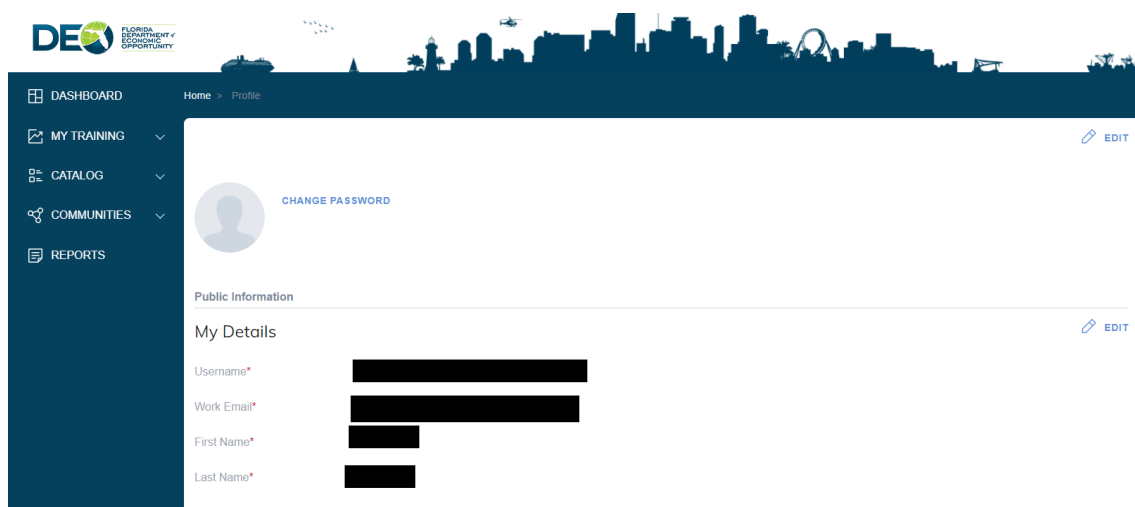 DEO FLORIDA
DEPARTMENT of
ECONOMIC
OPPORTUNITY
DASHBOARD
MY TRAINING
CATALOG
COMMUNITIES
REPORTS
Home > Profile
EDIT
CHANGE PASSWORD
Public Information
My Details
EDIT
Username*
Work Email*
First Name*
Last Name*